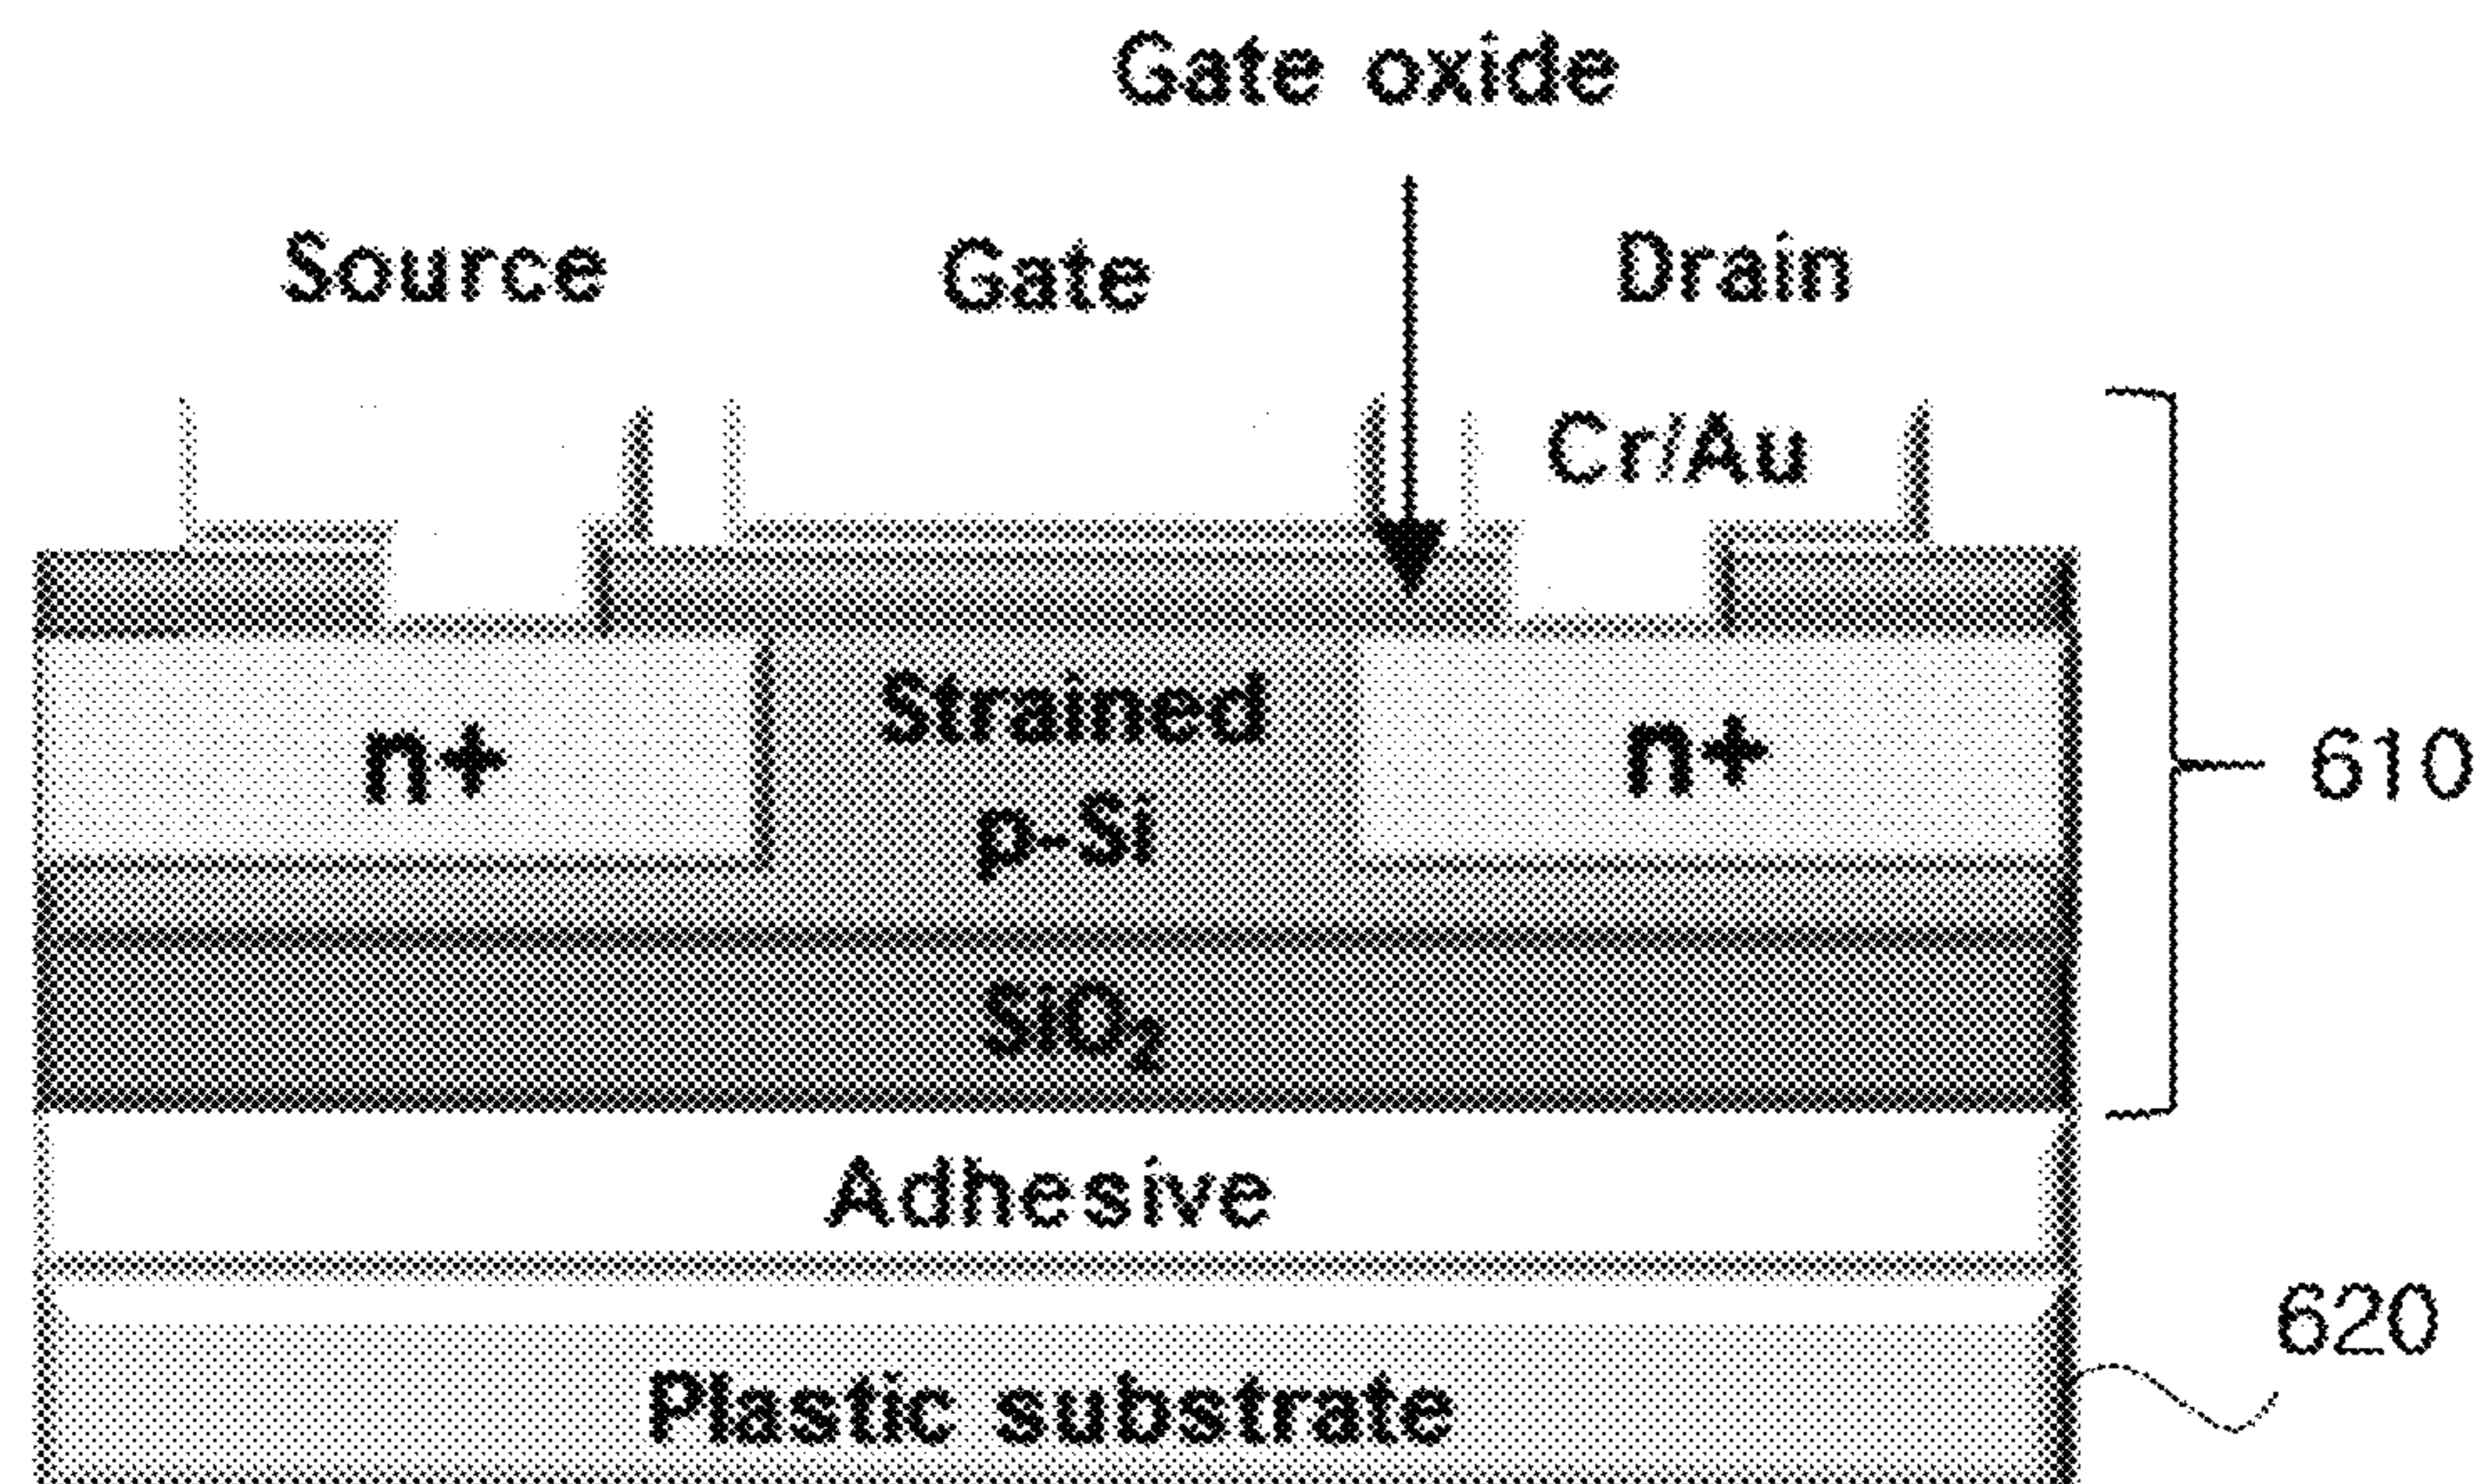 Gate oxide
Source
Gate
Drain
Cr/Au
n+
Strained
p-Si
n+
610
SiO₂
Adhesive
620
Plastic substrate